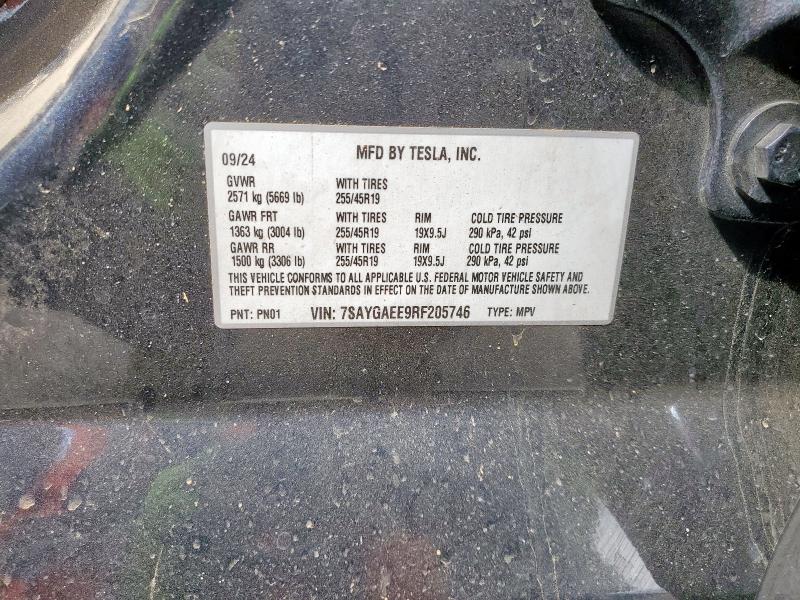 09/24 MFD BY TESLA, INC.
GVWR WITH TIRES
2571 kg (5669 lb) 255/45R19
GAWR FRT WITH TIRES RIM COLD TIRE PRESSURE
1363 kg (3004 lb) 255/45R19 19X9.5J 290 kPa, 42 psi
GAWR RR WITH TIRES RIM COLD TIRE PRESSURE
1500 kg (3306 lb) 255/45R19 19X9.5J 290 kPa, 42 psi
THIS VEHICLE CONFORMS TO ALL APPLICABLE U.S. FEDERAL MOTOR VEHICLE SAFETY AND
THEFT PREVENTION STANDARDS IN EFFECT ON THE DATE OF MANUFACTURE SHOWN ABOVE.
PNT: PN01 VIN: 7SAYGAEE9RF205746 TYPE: MPV